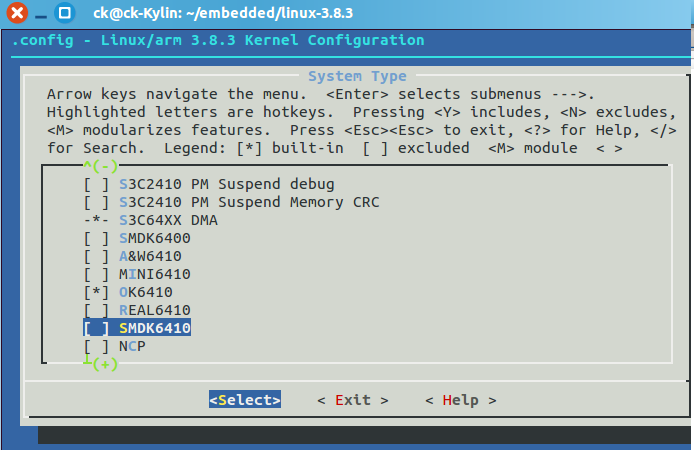 ck@ck-Kylin: ~/embedded/linux-3.8.3
.config - Linux/arm 3.8.3 Kernel Configuration
System Type
Arrow keys navigate the menu.  <Enter> selects submenus --->.
Highlighted letters are hotkeys.  Pressing <Y> includes, <N> excludes,
<M> modularizes features.  Press <Esc><Esc> to exit, <?> for Help, </>
for Search.  Legend: [*] built-in  [ ] excluded  <M> module  < >
^(-)
[ ] S3C2410 PM Suspend debug
[ ] S3C2410 PM Suspend Memory CRC
-*- S3C64XX DMA
[ ] SMDK6400
[ ] A&W6410
[ ] MINI6410
[*] OK6410
[ ] REAL6410
[ ] SMDK6410
[ ] NCP
┴(+)
<Select>    < Exit >    < Help >